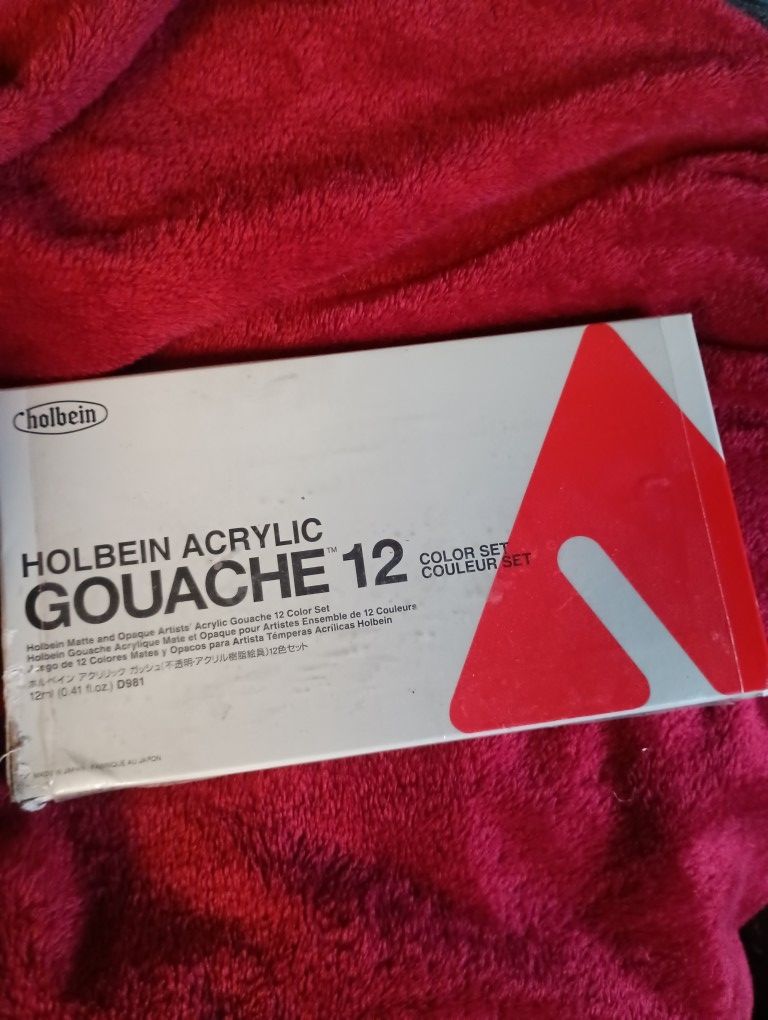 holbein
HOLBEIN ACRYLIC
GOUACHE™ 12 COLOR SET
COULEUR SET
Holbein Matte and Opaque Artists' Acrylic Gouache 12 Color Set
Holbein Gouache Acrylique Mate et Opaque pour Artistes Ensemble de 12 Couleurs
Juego de 12 Colores Mates y Opacos para Artista Témperas Acrílicas Holbein
ホルベイン アクリリック ガッシュ(不透明・アクリル樹脂絵具)12色セット
12ml (0.41 fl.oz.) D981
MADE IN JAPAN FABRIQUÉ AU JAPON